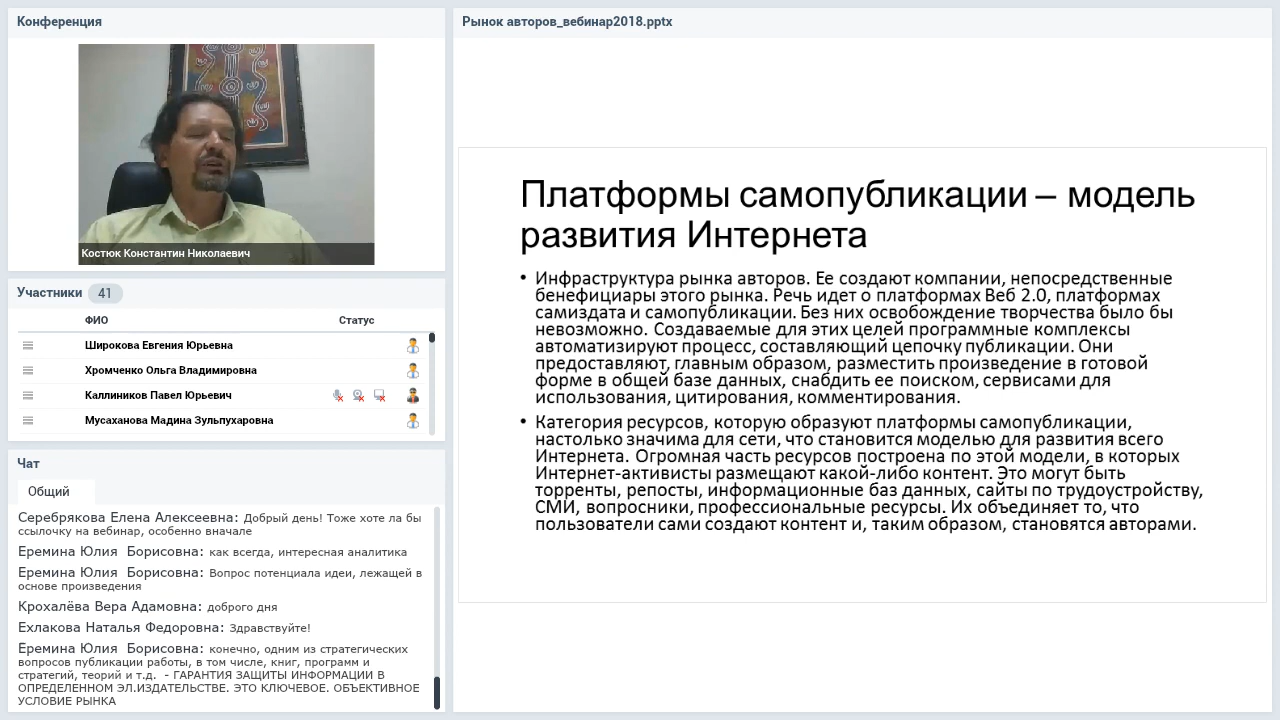 Конференция
Костюк Константин Николаевич
Участники 41
ФИО Статус
Широкова Евгения Юрьевна
Хромченко Ольга Владимировна
Каллиников Павел Юрьевич
Мусаханова Мадина Зульпухаровна
Чат
Общий
Серебрякова Елена Алексеевна: Добрый день! Тоже хоте ла бы
ссылочку на вебинар, особенно вначале
Еремина Юлия Борисовна: как всегда, интересная аналитика
Еремина Юлия Борисовна: Вопрос потенциала идеи, лежащей в
основе произведения
Крохалёва Вера Адамовна: доброго дня
Ехлакова Наталья Федоровна: Здравствуйте!
Еремина Юлия Борисовна: конечно, одним из стратегических
вопросов публикации работы, в том числе, книг, программ и
стратегий, теорий и т.д. - ГАРАНТИЯ ЗАЩИТЫ ИНФОРМАЦИИ В
ОПРЕДЕЛЕННОМ ЭЛ.ИЗДАТЕЛЬСТВЕ. ЭТО КЛЮЧЕВОЕ. ОБЪЕКТИВНОЕ
УСЛОВИЕ РЫНКА
Рынок авторов_вебинар2018.pptx
Платформы самопубликации – модель
развития Интернета
• Инфраструктура рынка авторов. Ее создают компании, непосредственные
бенефициары этого рынка. Речь идет о платформах Веб 2.0, платформах
самиздата и самопубликации. Без них освобождение творчества было бы
невозможно. Создаваемые для этих целей программные комплексы
автоматизируют процесс, составляющий цепочку публикации. Они
предоставляют, главным образом, разместить произведение в готовой
форме в общей базе данных, снабдить ее поиском, сервисами для
использования, цитирования, комментирования.
• Категория ресурсов, которую образуют платформы самопубликации,
настолько значима для сети, что становится моделью для развития всего
Интернета. Огромная часть ресурсов построена по этой модели, в которых
Интернет-активисты размещают какой-либо контент. Это могут быть
торренты, репосты, информационные баз данных, сайты по трудоустройству,
СМИ, вопросники, профессиональные ресурсы. Их объединяет то, что
пользователи сами создают контент и, таким образом, становятся авторами.